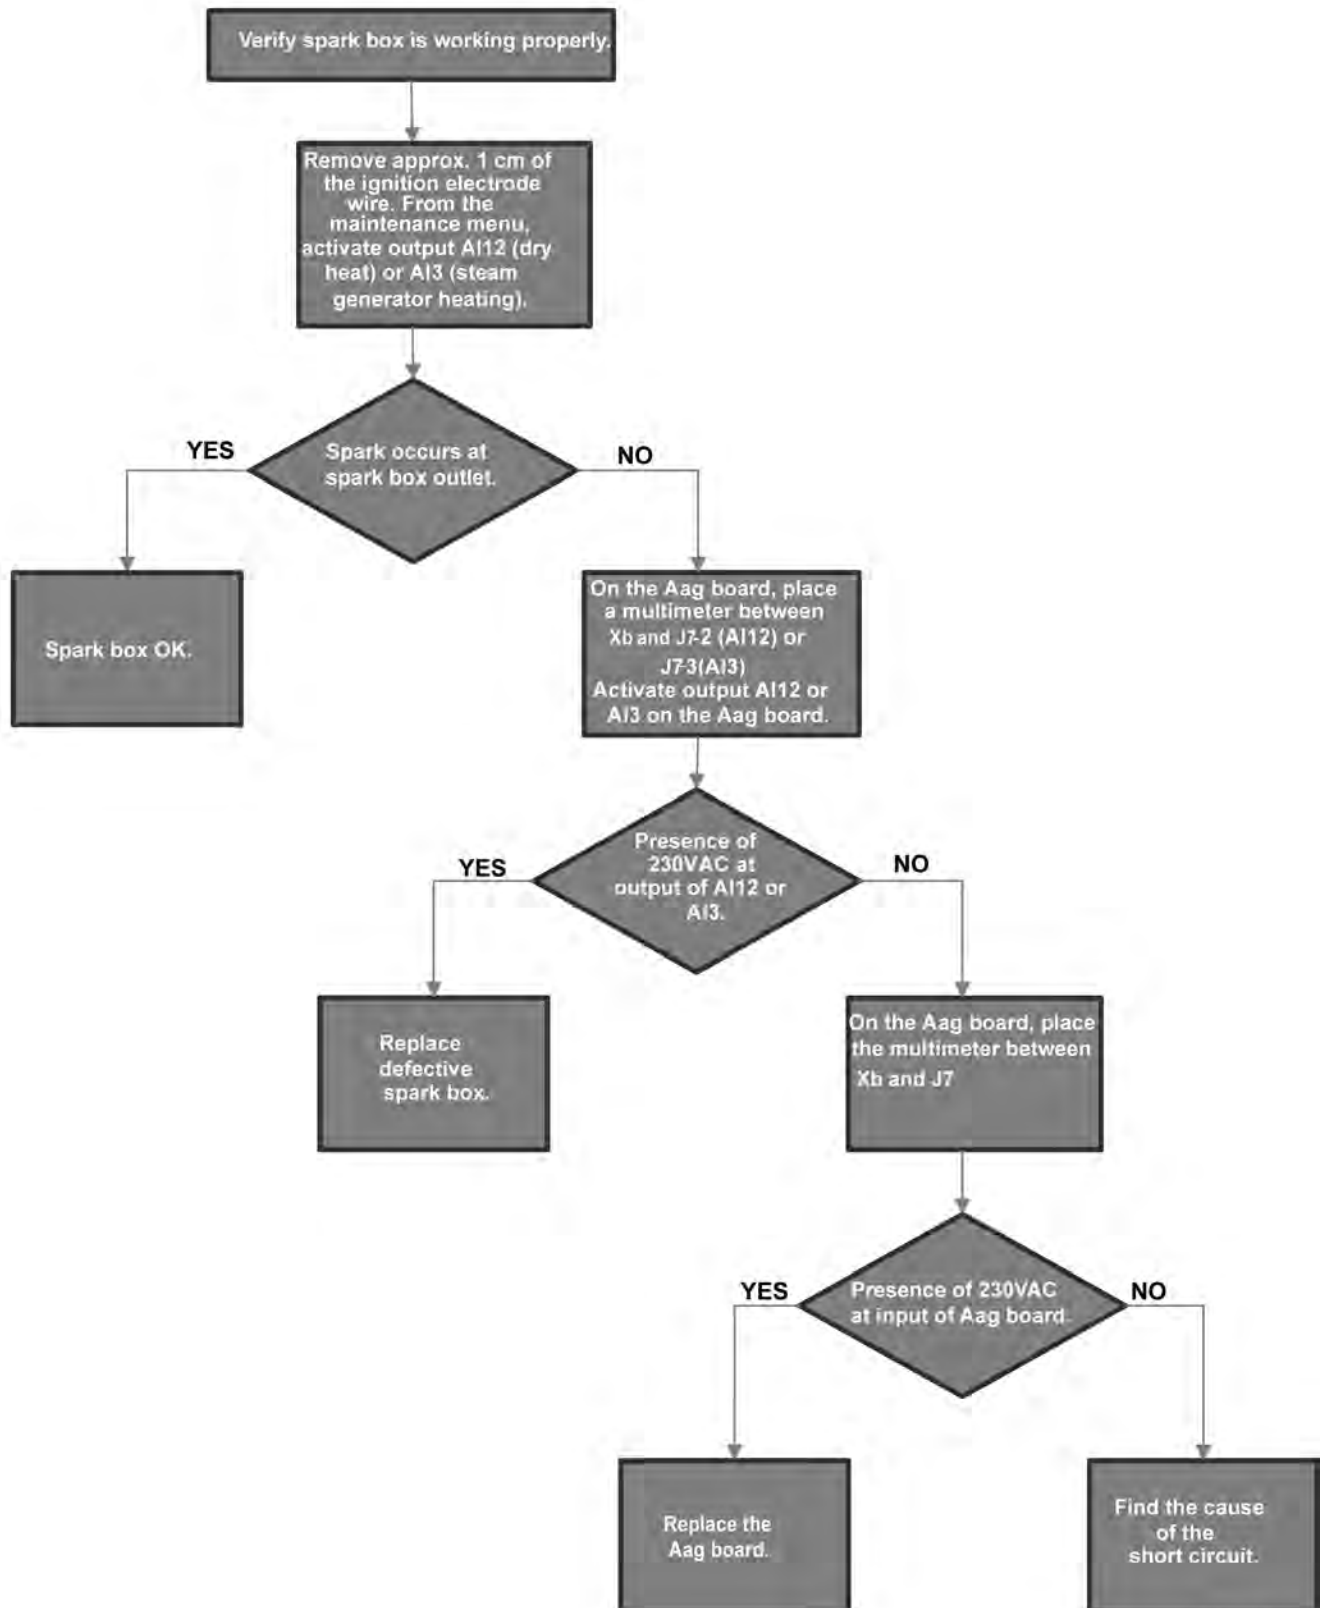 Verify spark box is working properly.
Remove approx. 1 cm of
the ignition electrode
wire. From the
maintenance menu,
activate output AI12 (dry
heat) or AI3 (steam
generator heating).
Spark occurs at
spark box outlet.
YES
NO
Spark box OK.
On the Aag board, place
a multimeter between
Xb and J7-2 (AI12) or
J7-3(AI3)
Activate output AI12 or
AI3 on the Aag board.
Presence of
230VAC at
output of AI12 or
AI3.
YES
NO
Replace
defective
spark box.
On the Aag board, place
the multimeter between
Xb and J7
Presence of 230VAC
at input of Aag board.
YES
NO
Replace the
Aag board.
Find the cause
of the
short circuit.